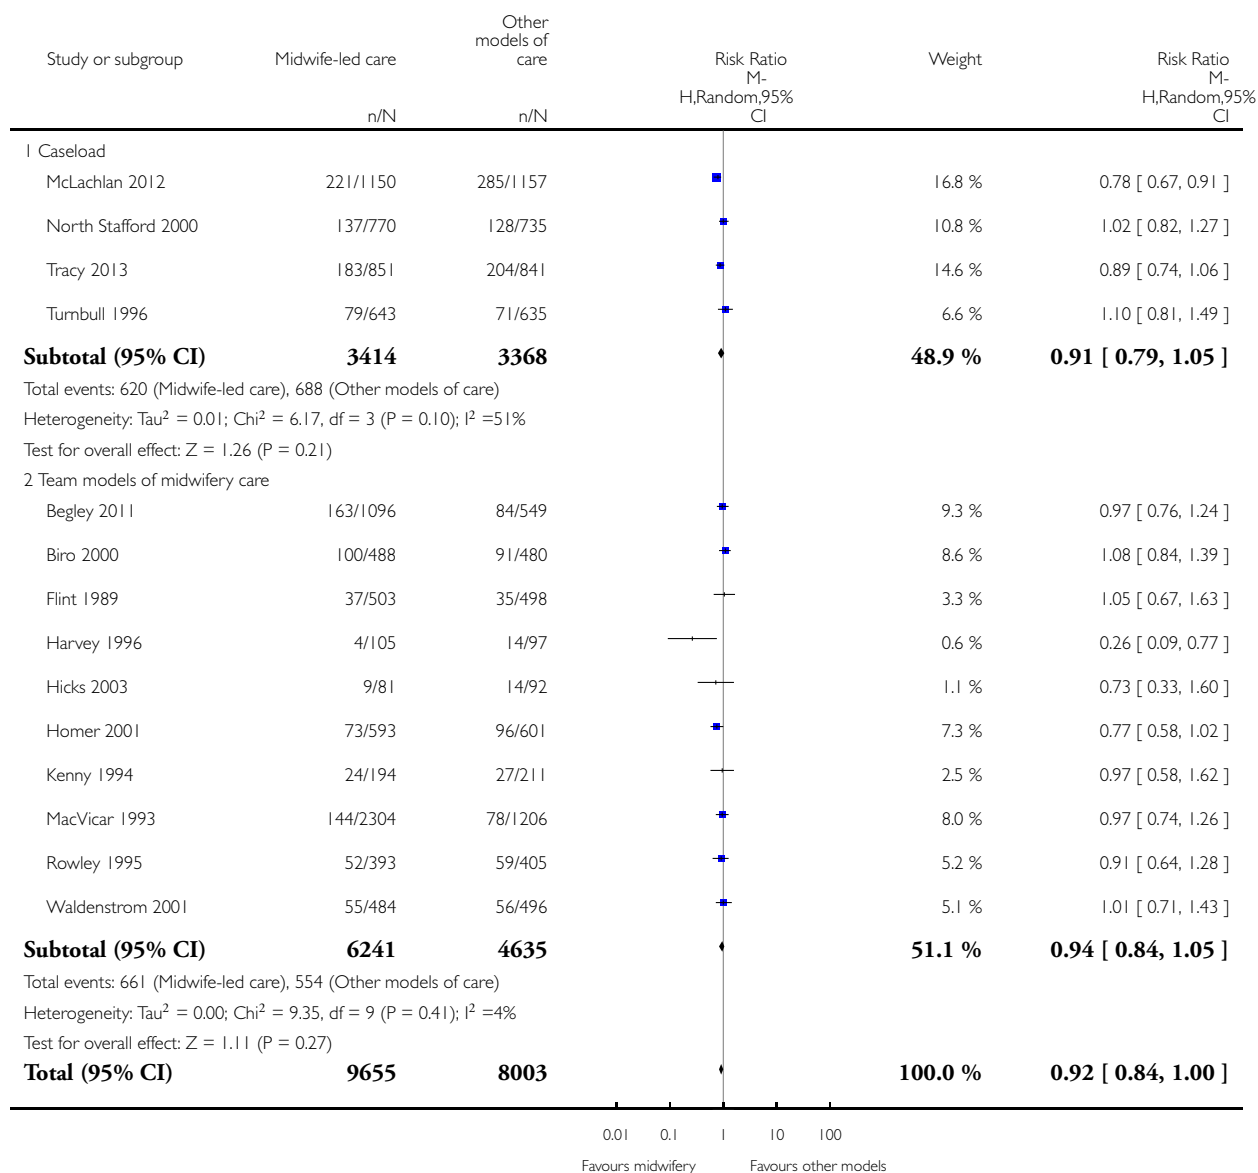 Other
models of
Study or subgroup Midwife-led care care Risk Ratio Weight Risk Ratio
M- M-
H,Random,95% H,Random,95%
n/N n/N CI CI
1 Caseload
McLachlan 2012 221/1150 285/1157 16.8 % 0.78 [ 0.67, 0.91 ]
North Stafford 2000 137/770 128/735 10.8 % 1.02 [ 0.82, 1.27 ]
Tracy 2013 183/851 204/841 14.6 % 0.89 [ 0.74, 1.06 ]
Turnbull 1996 79/643 71/635 6.6 % 1.10 [ 0.81, 1.49 ]
Subtotal (95% CI) 3414 3368 48.9 % 0.91 [ 0.79, 1.05 ]
Total events: 620 (Midwife-led care), 688 (Other models of care)
Heterogeneity: Tau² = 0.01; Chi² = 6.17, df = 3 (P = 0.10); I² =51%
Test for overall effect: Z = 1.26 (P = 0.21)
2 Team models of midwifery care
Begley 2011 163/1096 84/549 9.3 % 0.97 [ 0.76, 1.24 ]
Biro 2000 100/488 91/480 8.6 % 1.08 [ 0.84, 1.39 ]
Flint 1989 37/503 35/498 3.3 % 1.05 [ 0.67, 1.63 ]
Harvey 1996 4/105 14/97 0.6 % 0.26 [ 0.09, 0.77 ]
Hicks 2003 9/81 14/92 1.1 % 0.73 [ 0.33, 1.60 ]
Homer 2001 73/593 96/601 7.3 % 0.77 [ 0.58, 1.02 ]
Kenny 1994 24/194 27/211 2.5 % 0.97 [ 0.58, 1.62 ]
MacVicar 1993 144/2304 78/1206 8.0 % 0.97 [ 0.74, 1.26 ]
Rowley 1995 52/393 59/405 5.2 % 0.91 [ 0.64, 1.28 ]
Waldenstrom 2001 55/484 56/496 5.1 % 1.01 [ 0.71, 1.43 ]
Subtotal (95% CI) 6241 4635 51.1 % 0.94 [ 0.84, 1.05 ]
Total events: 661 (Midwife-led care), 554 (Other models of care)
Heterogeneity: Tau² = 0.00; Chi² = 9.35, df = 9 (P = 0.41); I² =4%
Test for overall effect: Z = 1.11 (P = 0.27)
Total (95% CI) 9655 8003 100.0 % 0.92 [ 0.84, 1.00 ]
0.01 0.1 1 10 100
Favours midwifery Favours other models